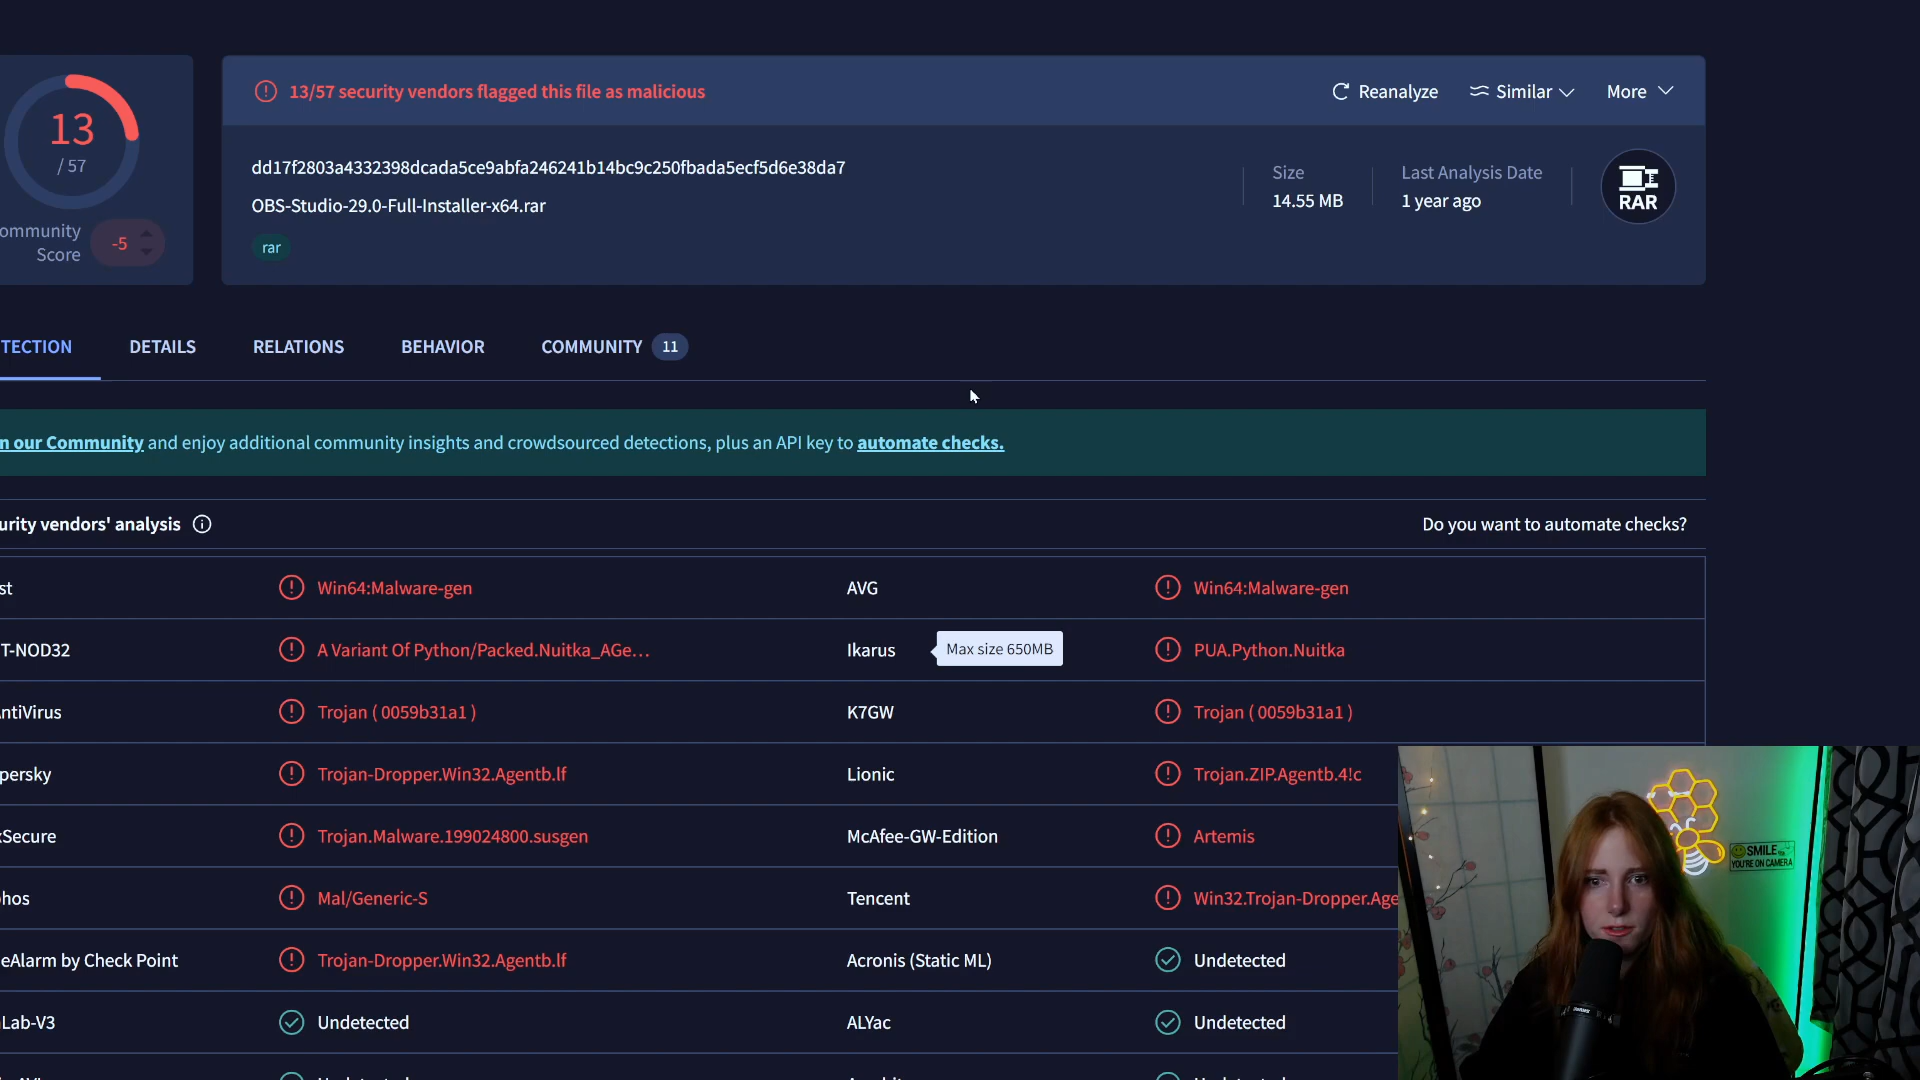 13/57 security vendors flagged this file as malicious
Reanalyze
Similar
More
13
/ 57
ommunity
Score
-5
dd17f2803a4332398dcada5ce9abfa246241b14bc9c250fbada5ecf5d6e38da7
OBS-Studio-29.0-Full-Installer-x64.rar
rar
Size
14.55 MB
Last Analysis Date
1 year ago
RAR
TECTION
DETAILS
RELATIONS
BEHAVIOR
COMMUNITY
11
n our Community and enjoy additional community insights and crowdsourced detections, plus an API key to automate checks.
urity vendors' analysis
Do you want to automate checks?
st
Win64:Malware-gen
AVG
Win64:Malware-gen
T-NOD32
A Variant Of Python/Packed.Nuitka_AGe...
Ikarus
Max size 650MB
PUA.Python.Nuitka
AntiVirus
Trojan ( 0059b31a1 )
K7GW
Trojan ( 0059b31a1 )
persky
Trojan-Dropper.Win32.Agentb.lf
Lionic
Trojan.ZIP.Agentb.4!c
Secure
Trojan.Malware.199024800.susgen
McAfee-GW-Edition
Artemis
hos
Mal/Generic-S
Tencent
Win32.Trojan-Dropper.Age
eAlarm by Check Point
Trojan-Dropper.Win32.Agentb.lf
Acronis (Static ML)
Undetected
Lab-V3
Undetected
ALYac
Undetected
SMILE
YOU'RE ON CAMERA